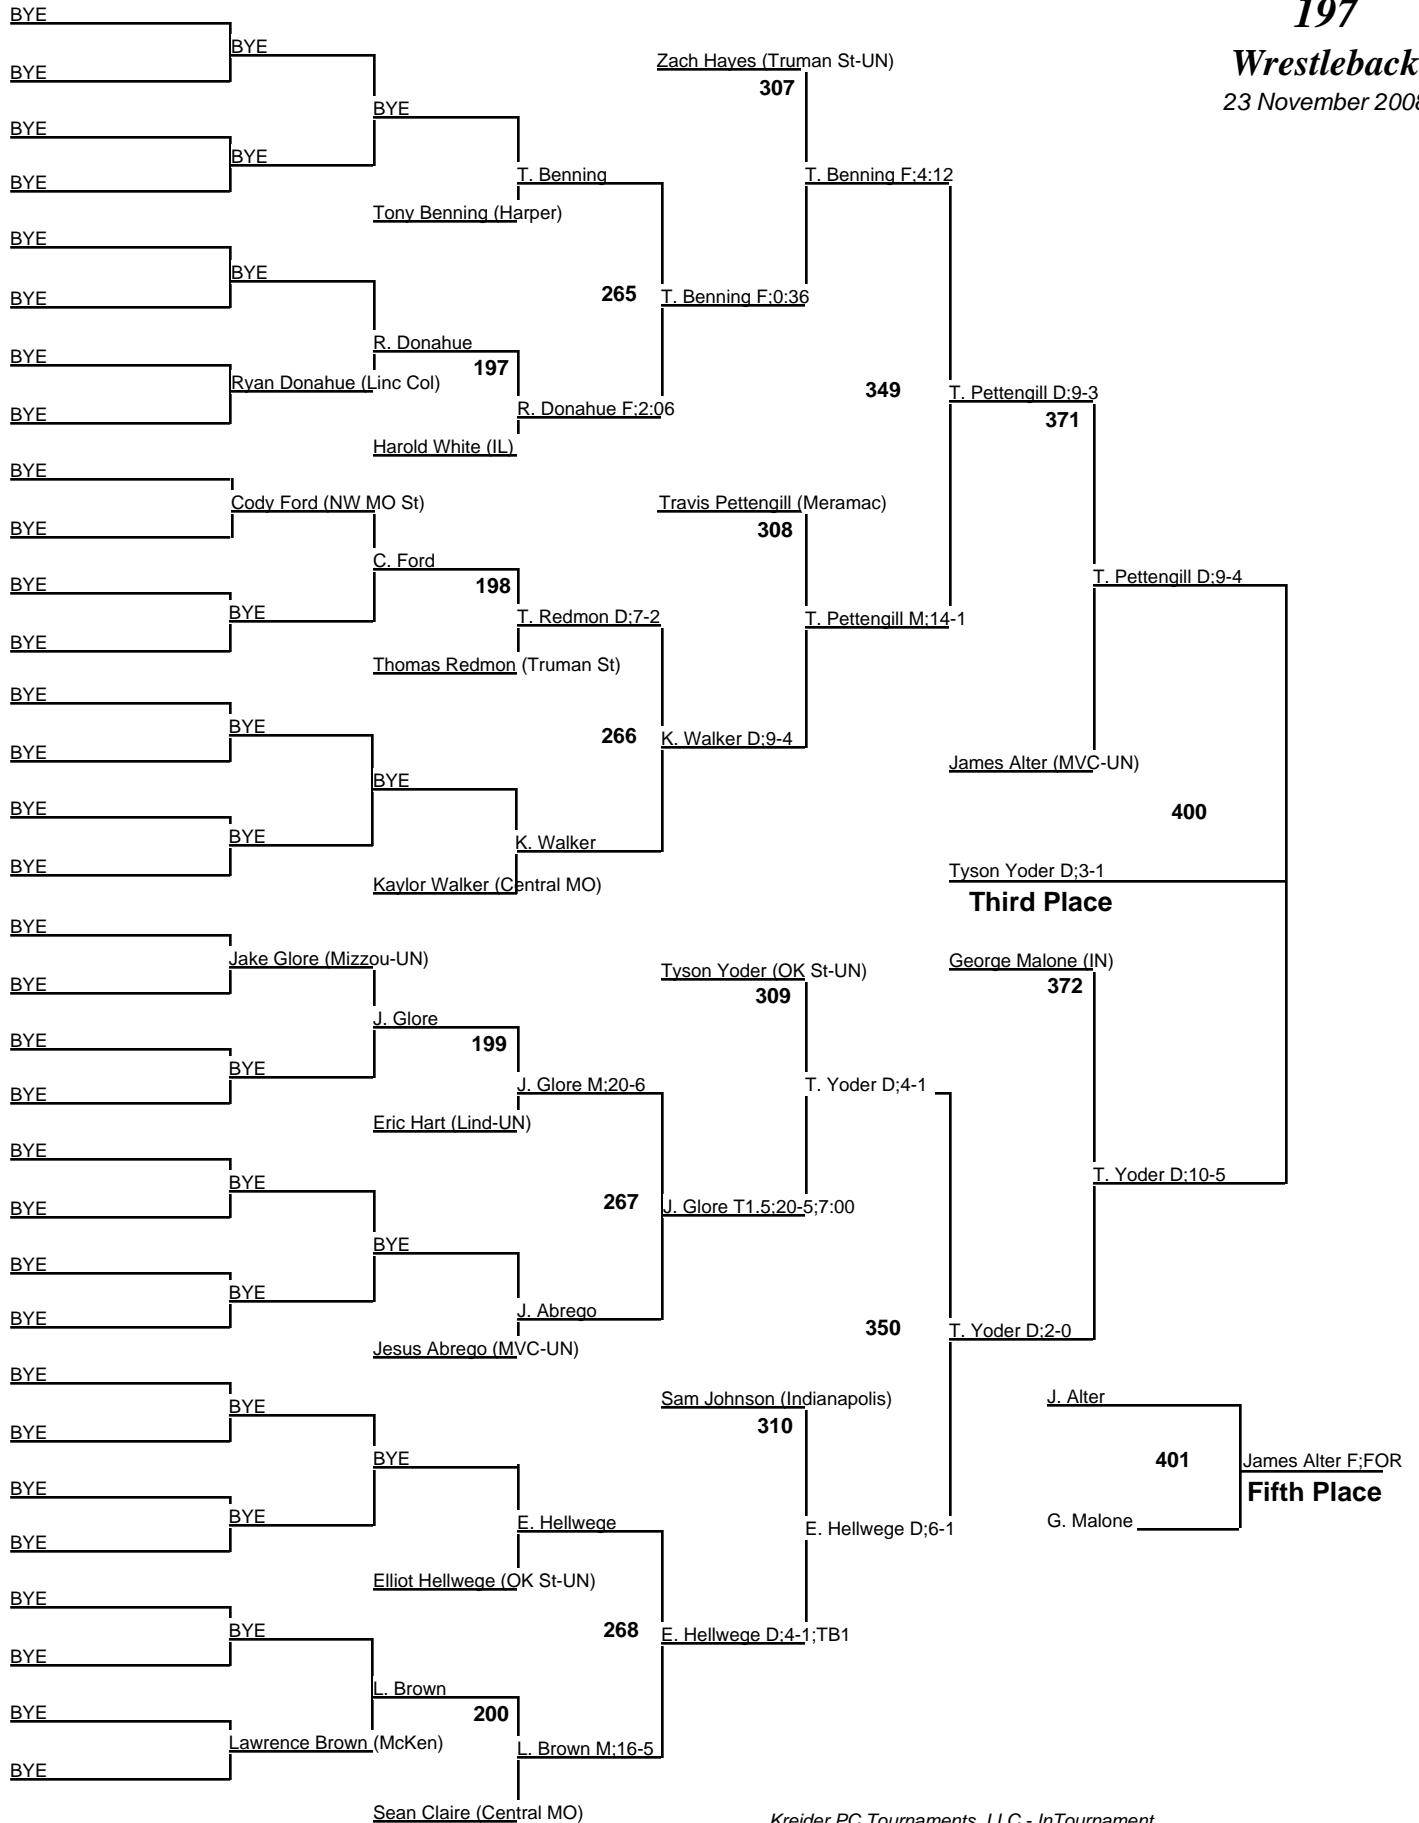 BYE
197
BYE
Zach Hayes (Truman St-UN)
Wrestleback
BYE
307
23 November 2008
BYE
BYE
BYE
T. Benning
T. Benning F;4:12
BYE
Tony Benning (Harper)
BYE
BYE
265
T. Benning F;0:36
BYE
R. Donahue
BYE
197
Ryan Donahue (Linc Col)
349
T. Pettengill D;9-3
BYE
R. Donahue F;2:06
371
Harold White (IL)
BYE
Cody Ford (NW MO St)
Travis Pettengill (Meramac)
BYE
308
C. Ford
T. Pettengill D;9-4
BYE
198
BYE
T. Redmon D;7-2
T. Pettengill M;14-1
BYE
Thomas Redmon (Truman St)
BYE
BYE
266
K. Walker D;9-4
BYE
James Alter (MVC-UN)
BYE
BYE
400
BYE
K. Walker
BYE
Tyson Yoder D;3-1
Kaylor Walker (Central MO)
Third Place
BYE
Jake Glore (Mizzou-UN)
Tyson Yoder (OK St-UN)
George Malone (IN)
BYE
309
372
J. Glore
BYE
199
BYE
J. Glore M;20-6
T. Yoder D;4-1
BYE
Eric Hart (Lind-UN)
BYE
BYE
T. Yoder D;10-5
BYE
267
J. Glore T1.5;20-5;7:00
BYE
BYE
BYE
BYE
J. Abrego
350
T. Yoder D;2-0
Jesus Abrego (MVC-UN)
BYE
Sam Johnson (Indianapolis)
J. Alter
BYE
BYE
310
BYE
401
James Alter F;FOR
BYE
Fifth Place
BYE
E. Hellwege
E. Hellwege D;6-1
G. Malone
BYE
Elliot Hellwege (OK St-UN)
BYE
BYE
268
E. Hellwege D;4-1;TB1
BYE
L. Brown
BYE
200
Lawrence Brown (McKen)
L. Brown M;16-5
BYE
Sean Claire (Central MO)
Kreider PC Tournaments, LLC - InTournament